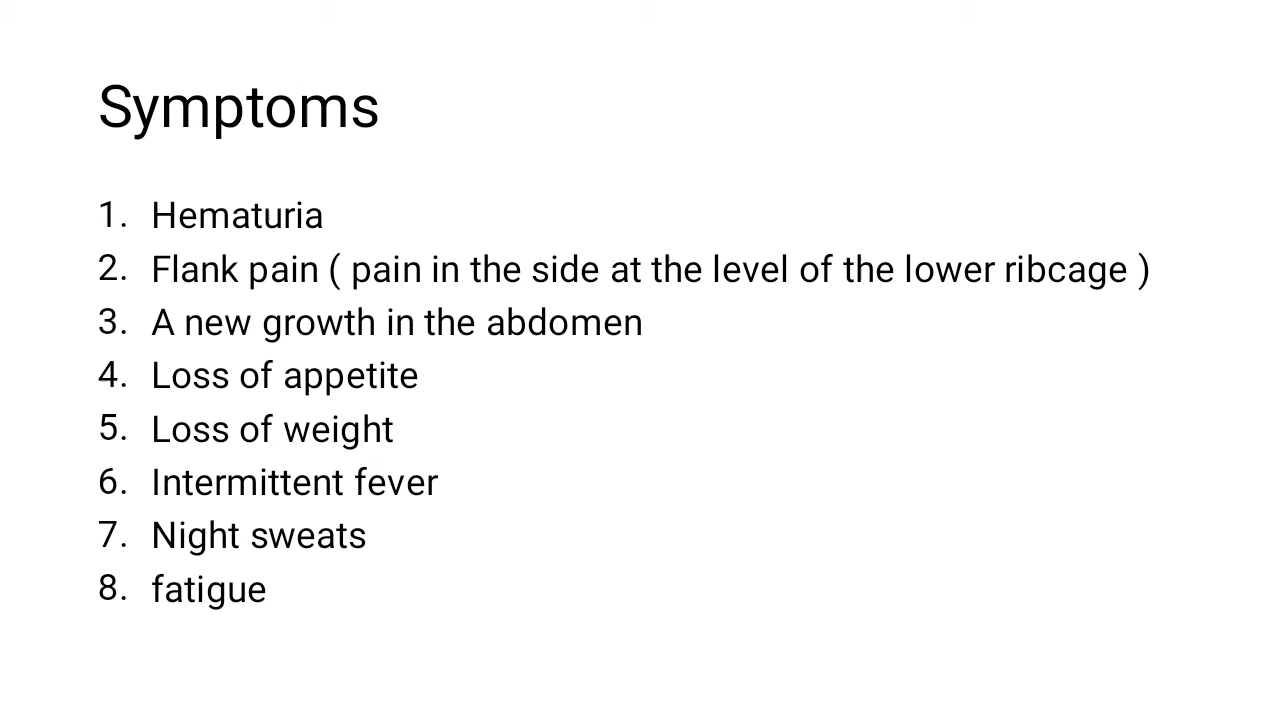 Symptoms
1. Hematuria
2. Flank pain ( pain in the side at the level of the lower ribcage )
3. A new growth in the abdomen
4. Loss of appetite
5. Loss of weight
6. Intermittent fever
7. Night sweats
8. fatigue